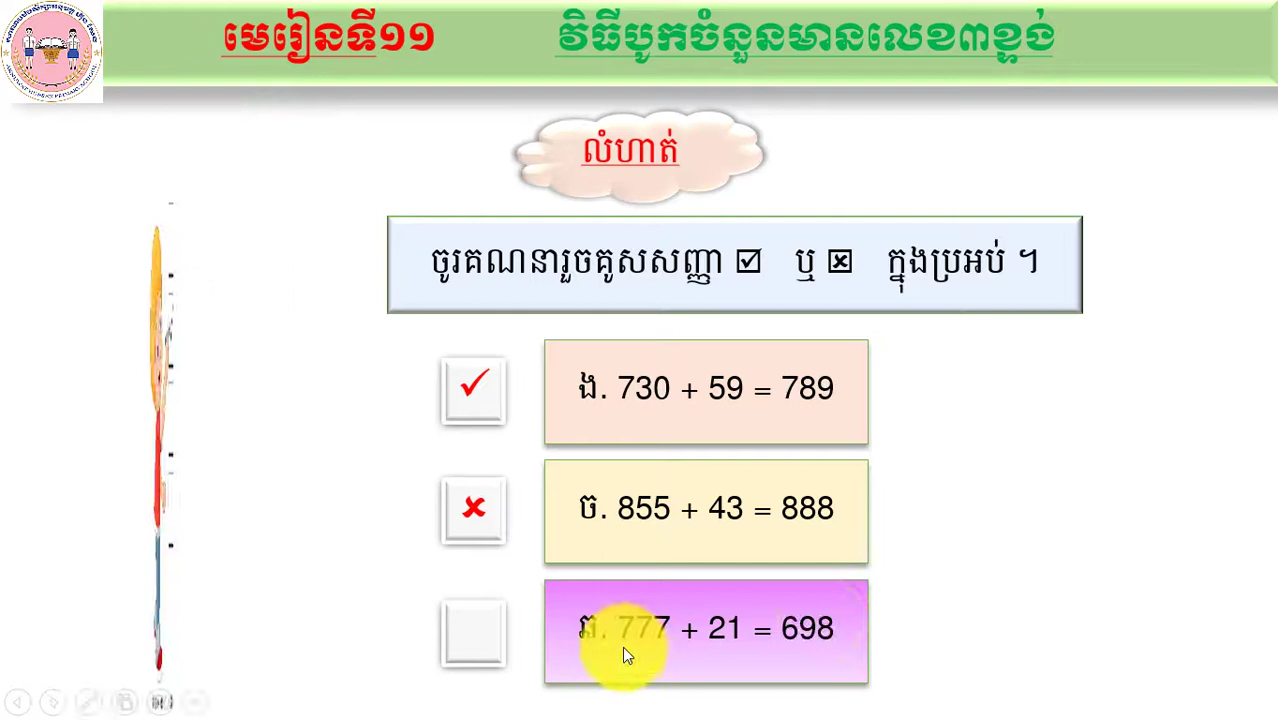 មេរៀនទី១១ វិធីបូកចំនួនមានលេខ៣ខ្ទង់
លំហាត់
ចូរគណនារួចគូសសញ្ញា ☑ ឬ ☒ ក្នុងប្រអប់ ។
✓ ង. 730 + 59 = 789
✗ ច. 855 + 43 = 888
ឆ. 777 + 21 = 698